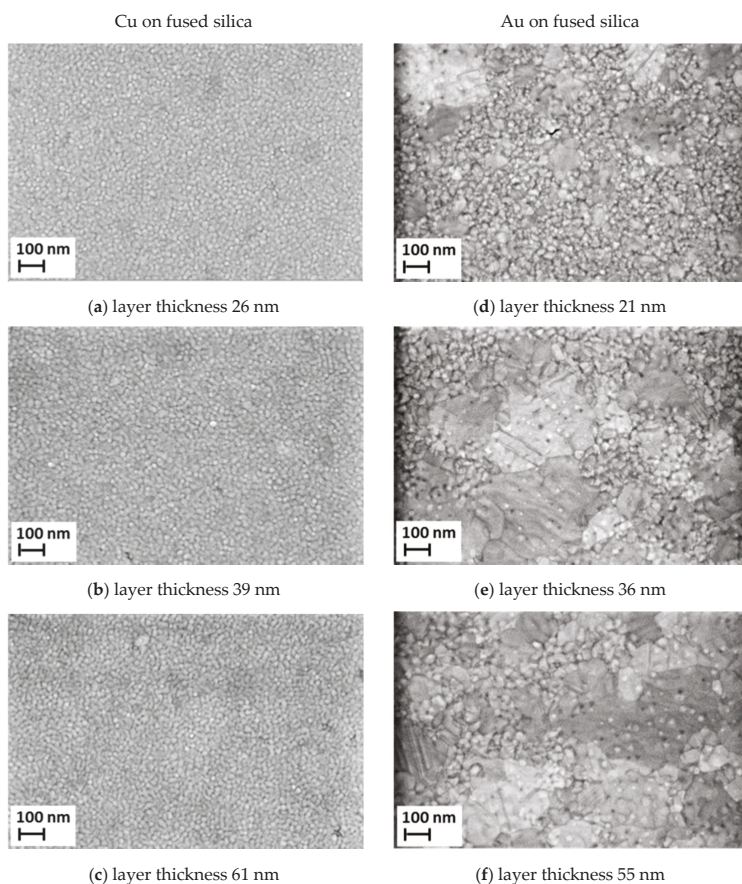 Cu on fused silica
Au on fused silica
100 nm
100 nm
(a) layer thickness 26 nm
(d) layer thickness 21 nm
100 nm
100 nm
(b) layer thickness 39 nm
(e) layer thickness 36 nm
100 nm
100 nm
(c) layer thickness 61 nm
(f) layer thickness 55 nm